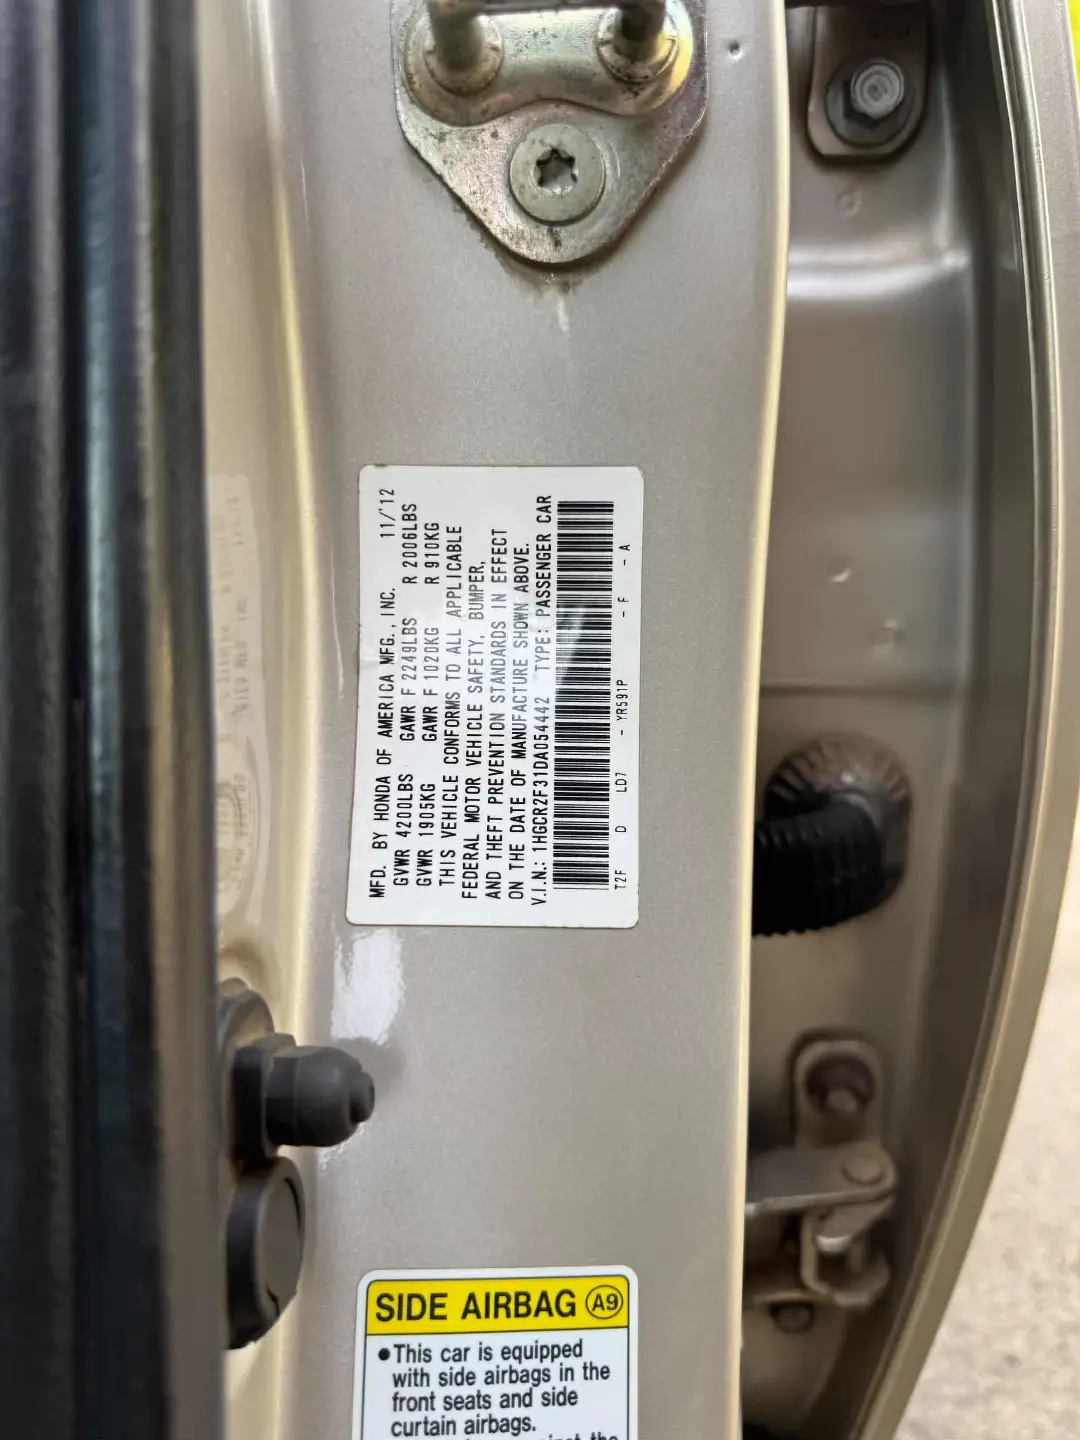 MFD. BY HONDA OF AMERICA MFG., INC. 11/'12
GVWR 4200LBS GAWR F 2249LBS R 2006LBS
GVWR 1905KG GAWR F 1020KG R 910KG
THIS VEHICLE CONFORMS TO ALL APPLICABLE
FEDERAL MOTOR VEHICLE SAFETY, BUMPER,
AND THEFT PREVENTION STANDARDS IN EFFECT
ON THE DATE OF MANUFACTURE SHOWN ABOVE.
V.I.N.: 1HGCR2F31DA054442 TYPE: PASSENGER CAR
T2F D LD7 - YR591P - F - A
SIDE AIRBAG A9
●This car is equipped
with side airbags in the
front seats and side
curtain airbags.
the